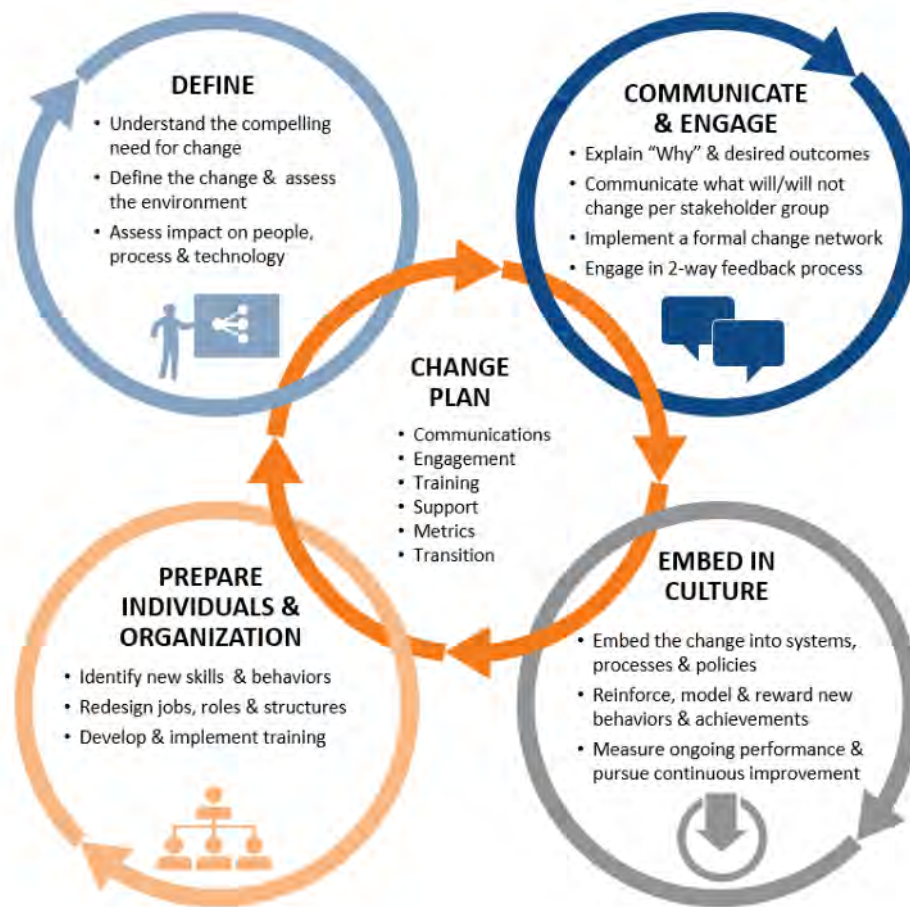 DEFINE
• Understand the compelling
need for change
• Define the change & assess
the environment
• Assess impact on people,
process & technology
COMMUNICATE
& ENGAGE
• Explain “Why” & desired outcomes
• Communicate what will/will not
change per stakeholder group
• Implement a formal change network
• Engage in 2-way feedback process
CHANGE
PLAN
• Communications
• Engagement
• Training
• Support
• Metrics
• Transition
PREPARE
INDIVIDUALS &
ORGANIZATION
• Identify new skills & behaviors
• Redesign jobs, roles & structures
• Develop & implement training
EMBED IN
CULTURE
• Embed the change into systems,
processes & policies
• Reinforce, model & reward new
behaviors & achievements
• Measure ongoing performance &
pursue continuous improvement